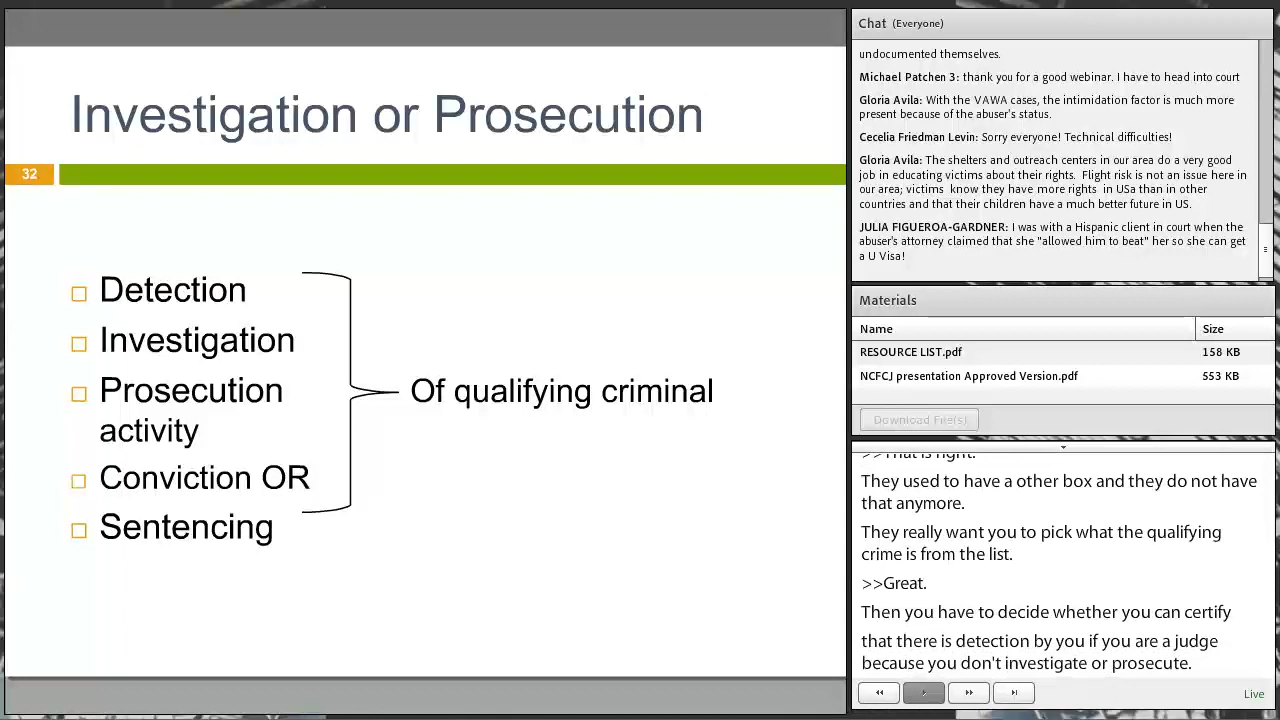 Investigation or Prosecution
32
Detection
Investigation
Prosecution Of qualifying criminal
activity
Conviction OR
Sentencing
Chat (Everyone)
undocumented themselves.
Michael Patchen 3: thank you for a good webinar. I have to head into court
Gloria Avila: With the VAWA cases, the intimidation factor is much more
present because of the abuser's status.
Cecelia Friedman Levin: Sorry everyone! Technical difficulties!
Gloria Avila: The shelters and outreach centers in our area do a very good
job in educating victims about their rights. Flight risk is not an issue here in
our area; victims know they have more rights in USa than in other
countries and that their children have a much better future in US.
JULIA FIGUEROA-GARDNER: I was with a Hispanic client in court when the
abuser's attorney claimed that she "allowed him to beat" her so she can get
a U Visa!
Materials
Name Size
RESOURCE LIST.pdf 158 KB
NCFCJ presentation Approved Version.pdf 553 KB
Download File(s)
>>That is right.
They used to have a other box and they do not have
that anymore.
They really want you to pick what the qualifying
crime is from the list.
>>Great.
Then you have to decide whether you can certify
that there is detection by you if you are a judge
because you don't investigate or prosecute.
Live